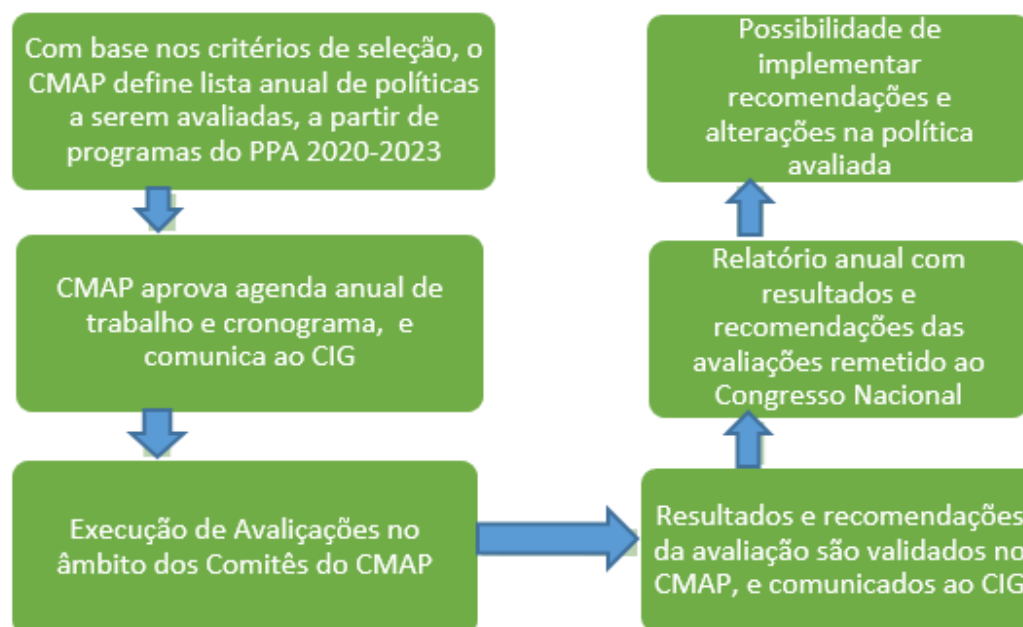 Com base nos critérios de seleção, o
CMAP define lista anual de políticas
a serem avaliadas, a partir de
programas do PPA 2020-2023
CMAP aprova agenda anual de
trabalho e cronograma, e
comunica ao CIG
Execução de Avalições no
âmbito dos Comitês do CMAP
Resultados e recomendações
da avaliação são validados no
CMAP, e comunicados ao CIG
Relatório anual com
resultados e
recomendações das
avaliações remetido ao
Congresso Nacional
Possibilidade de
implementar
recomendações e
alterações na política
avaliada